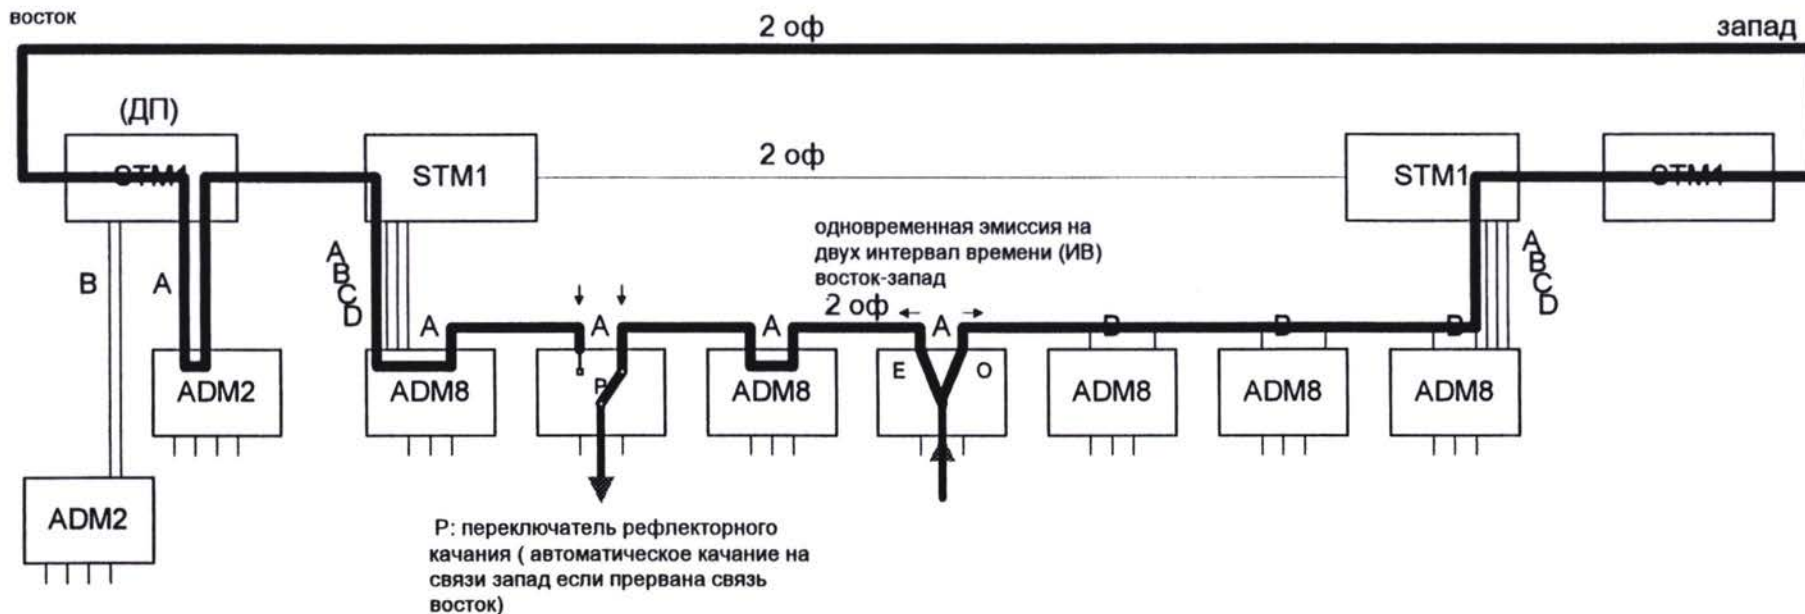 восток
2 оф
запад
(ДП)
STM1
STM1
2 оф
STM1
STM1
одновременная эмиссия на
двух интервал времени (ИВ)
восток-запад
2 оф
B
A
A
B
C
D
A
A
A
A
D
D
D
A
B
C
D
ADM2
ADM8
P
ADM8
E
O
ADM8
ADM8
ADM8
ADM2
P: переключатель рефлекторного
качания ( автоматическое качание на
связи запад если прервана связь
восток)